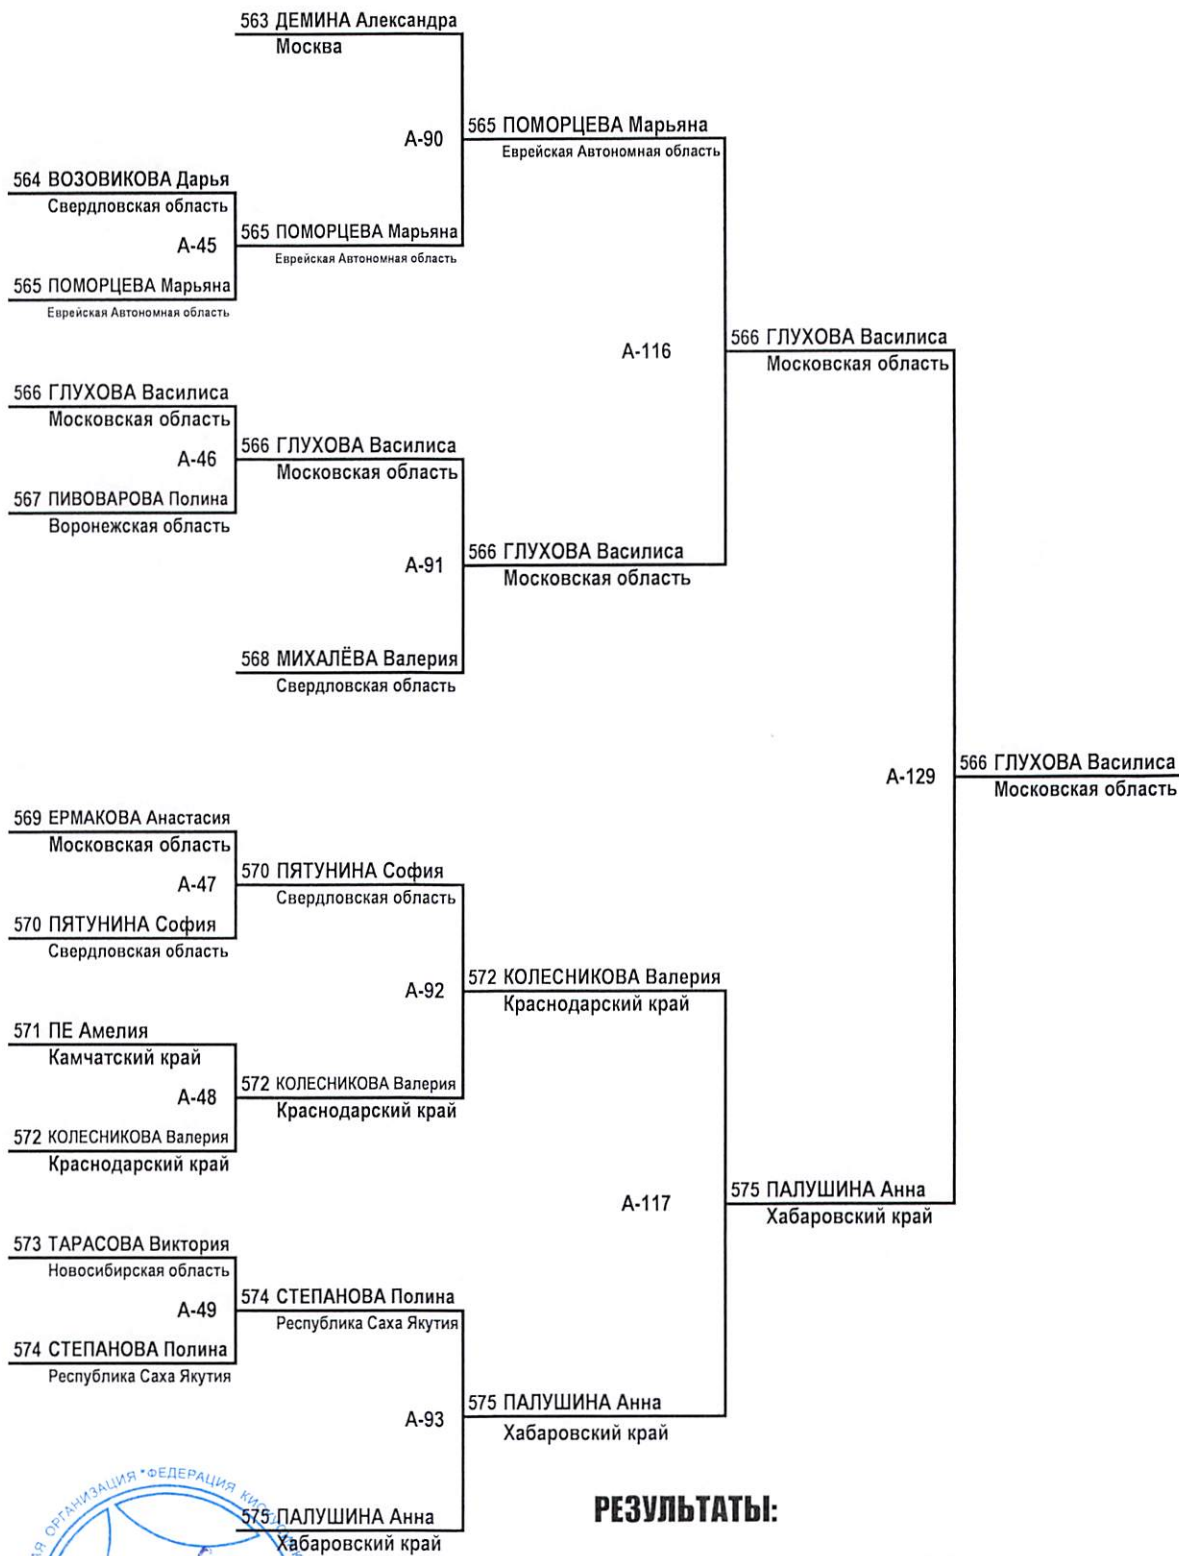 563 ДЕМИНА Александра
Москва
А-90
565 ПОМОРЦЕВА Марьяна
Еврейская Автономная область
564 ВОЗОВИКОВА Дарья
Свердловская область
А-45
565 ПОМОРЦЕВА Марьяна
Еврейская Автономная область
565 ПОМОРЦЕВА Марьяна
Еврейская Автономная область
А-116
566 ГЛУХОВА Василиса
Московская область
566 ГЛУХОВА Василиса
Московская область
А-46
566 ГЛУХОВА Василиса
Московская область
567 ПИВОВАРОВА Полина
Воронежская область
А-91
566 ГЛУХОВА Василиса
Московская область
568 МИХАЛЁВА Валерия
Свердловская область
А-129
566 ГЛУХОВА Василиса
Московская область
569 ЕРМАКОВА Анастасия
Московская область
А-47
570 ПЯТУНИНА София
Свердловская область
570 ПЯТУНИНА София
Свердловская область
А-92
572 КОЛЕСНИКОВА Валерия
Краснодарский край
571 ПЕ Амелия
Камчатский край
А-48
572 КОЛЕСНИКОВА Валерия
Краснодарский край
572 КОЛЕСНИКОВА Валерия
Краснодарский край
А-117
575 ПАЛУШИНА Анна
Хабаровский край
573 ТАРАСОВА Виктория
Новосибирская область
А-49
574 СТЕПАНОВА Полина
Республика Саха Якутия
574 СТЕПАНОВА Полина
Республика Саха Якутия
А-93
575 ПАЛУШИНА Анна
Хабаровский край
575 ПАЛУШИНА Анна
Хабаровский край
ОРГАНИЗАЦИЯ * ФЕДЕРАЦИЯ
РЕЗУЛЬТАТЫ: